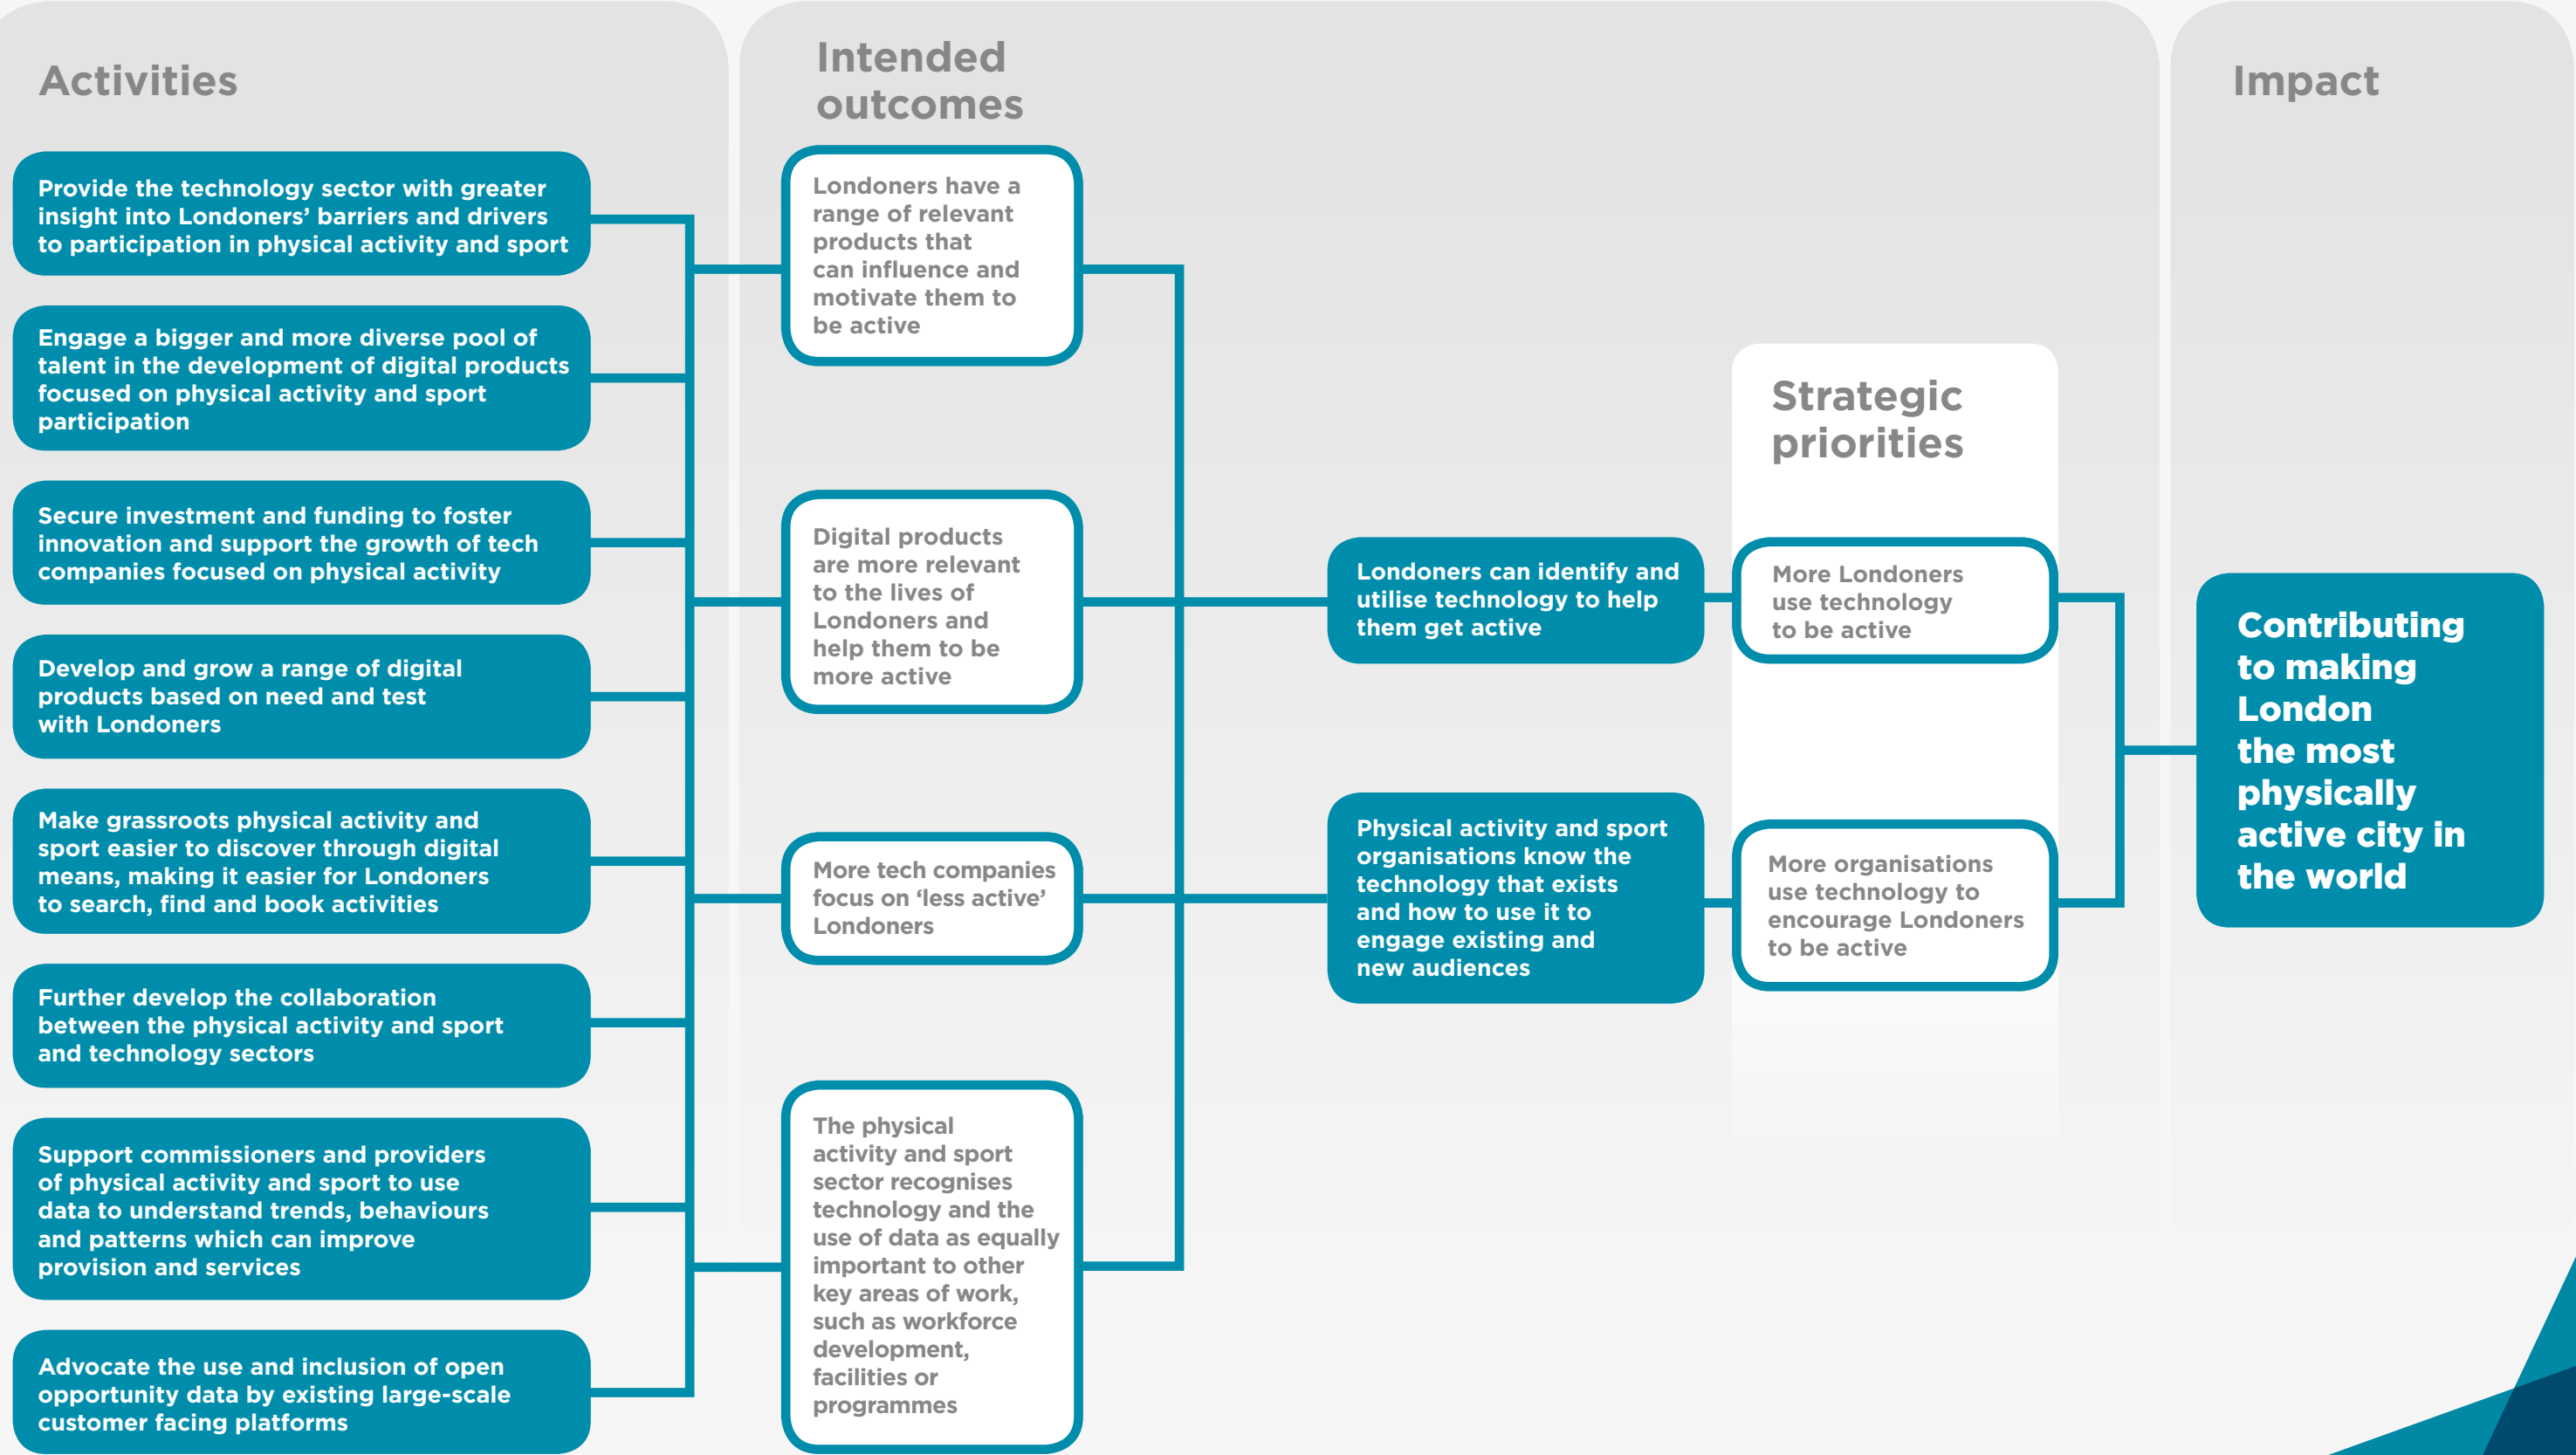 Activities
Provide the technology sector with greater
insight into Londoners’ barriers and drivers
to participation in physical activity and sport
Engage a bigger and more diverse pool of
talent in the development of digital products
focused on physical activity and sport
participation
Secure investment and funding to foster
innovation and support the growth of tech
companies focused on physical activity
Develop and grow a range of digital
products based on need and test
with Londoners
Make grassroots physical activity and
sport easier to discover through digital
means, making it easier for Londoners
to search, find and book activities
Further develop the collaboration
between the physical activity and sport
and technology sectors
Support commissioners and providers
of physical activity and sport to use
data to understand trends, behaviours
and patterns which can improve
provision and services
Advocate the use and inclusion of open
opportunity data by existing large-scale
customer facing platforms
Intended
outcomes
Londoners have a
range of relevant
products that
can influence and
motivate them to
be active
Digital products
are more relevant
to the lives of
Londoners and
help them to be
more active
More tech companies
focus on ‘less active’
Londoners
The physical
activity and sport
sector recognises
technology and the
use of data as equally
important to other
key areas of work,
such as workforce
development,
facilities or
programmes
Londoners can identify and
utilise technology to help
them get active
Physical activity and sport
organisations know the
technology that exists
and how to use it to
engage existing and
new audiences
Strategic
priorities
More Londoners
use technology
to be active
More organisations
use technology to
encourage Londoners
to be active
Impact
Contributing
to making
London
the most
physically
active city in
the world